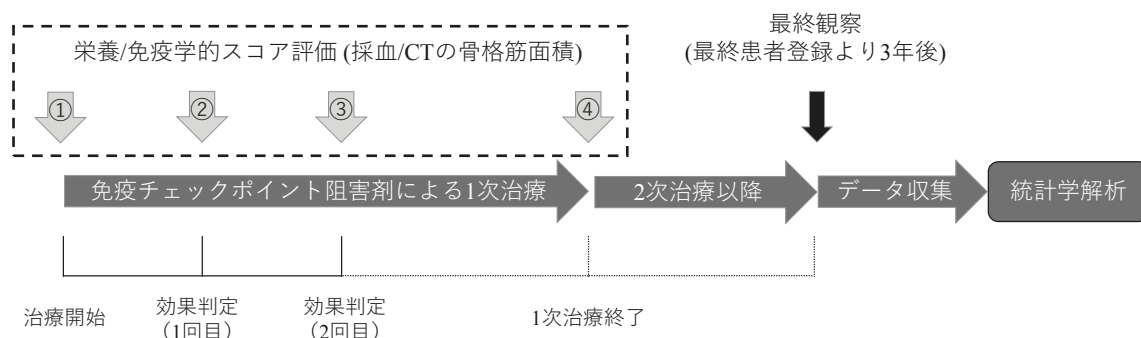 栄養/免疫学的スコア評価 (採血/CTの骨格筋面積)
最終観察
(最終患者登録より3年後)
① ② ③ ④
免疫チェックポイント阻害剤による1次治療
2次治療以降
データ収集
統計学解析
治療開始
効果判定
（1回目）
効果判定
（2回目）
1次治療終了